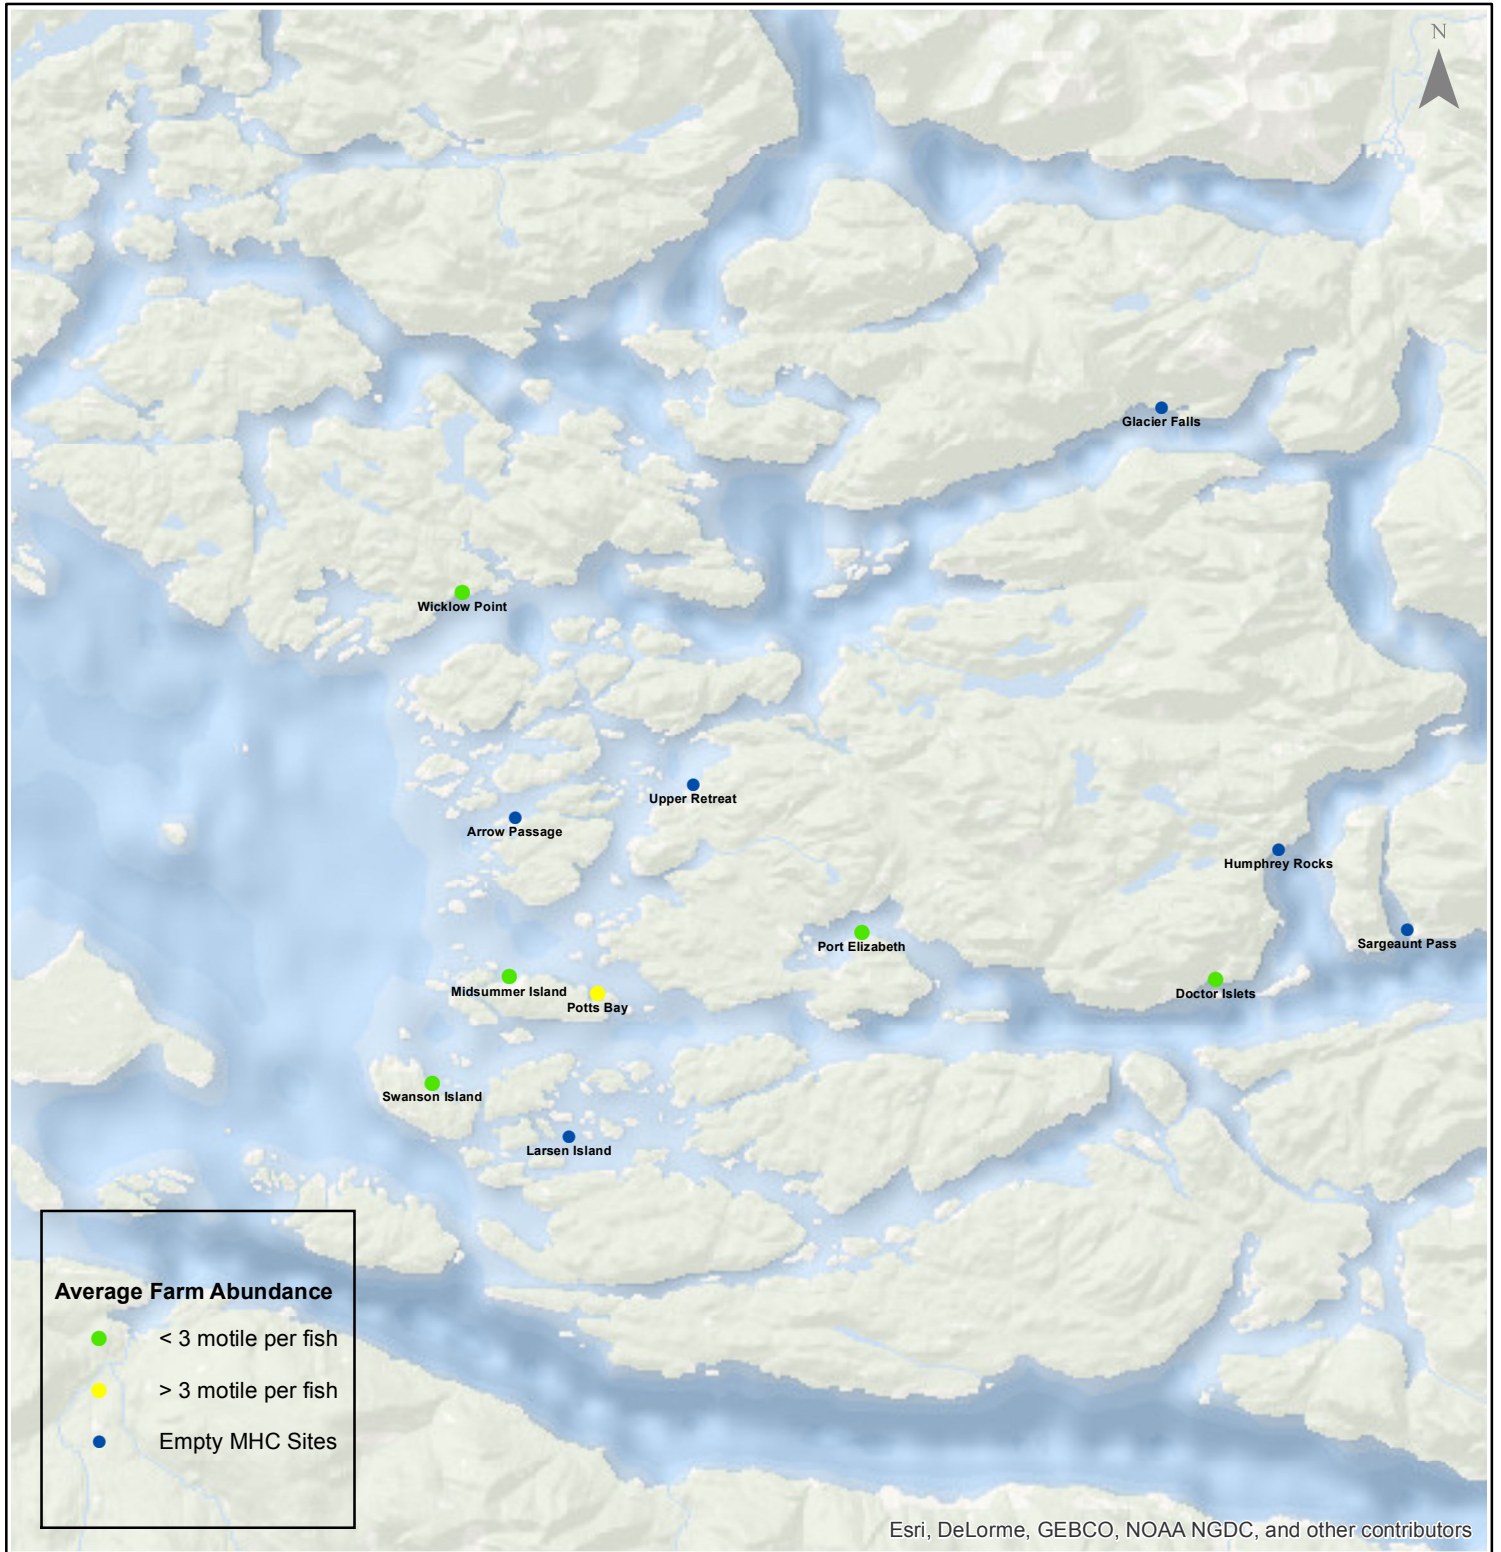 N
Glacier Falls
Wicklow Point
Upper Retreat
Arrow Passage
Humphrey Rocks
Sargeaunt Pass
Port Elizabeth
Midsummer Island
Potts Bay
Doctor Islets
Swanson Island
Larsen Island
Average Farm Abundance
< 3 motile per fish
> 3 motile per fish
Empty MHC Sites
Esri, DeLorme, GEBCO, NOAA NGDC, and other contributors